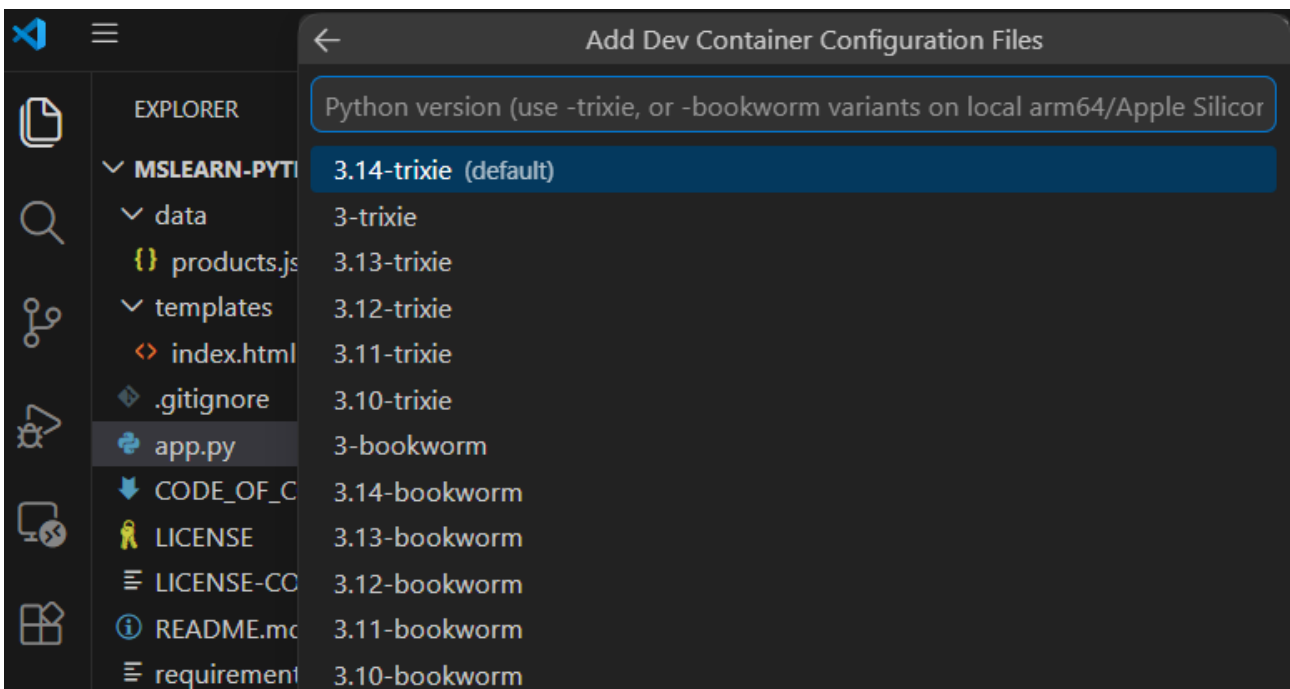 Add Dev Container Configuration Files
Python version (use -trixie, or -bookworm variants on local arm64/Apple Silicon
3.14-trixie (default)
3-trixie
3.13-trixie
3.12-trixie
3.11-trixie
3.10-trixie
3-bookworm
3.14-bookworm
3.13-bookworm
3.12-bookworm
3.11-bookworm
3.10-bookworm
EXPLORER
MSLEARN-PYT
data
{} products.js
templates
<> index.html
.gitignore
app.py
CODE_OF_C
LICENSE
LICENSE-CO
README.md
requirement